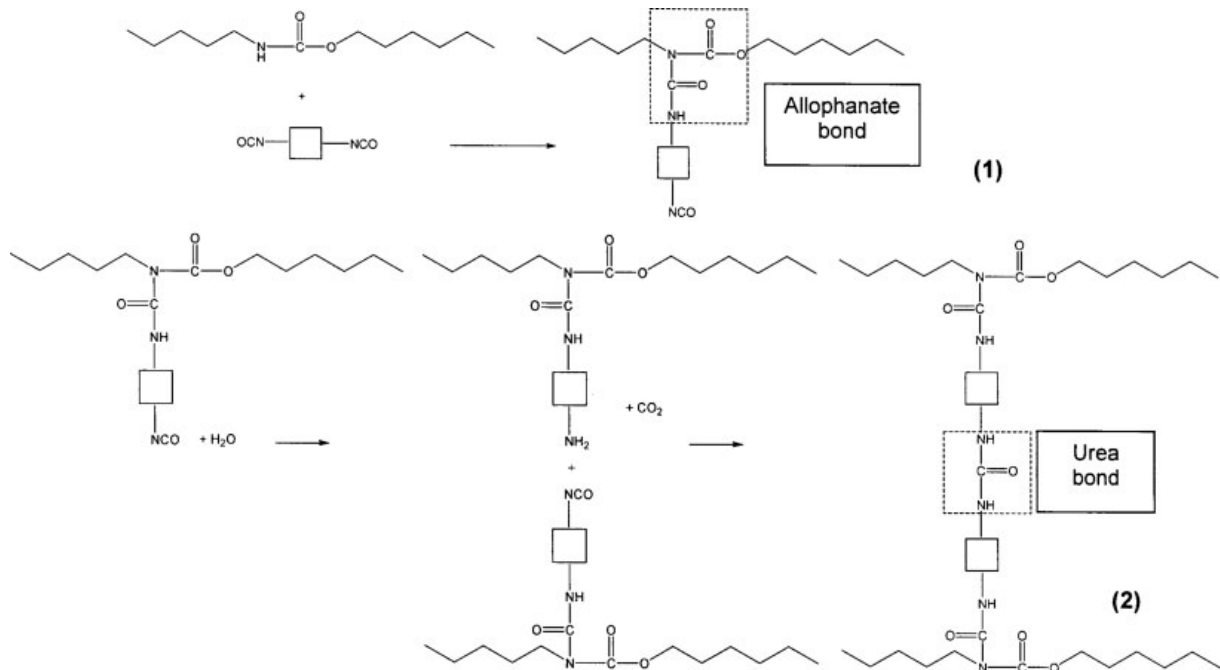 O
N
H
C
O
+
OCN
NCO
O
N
C
O
C
O
NH
NCO
Allophanate
bond
(1)
O
N
C
O
O
C
NH
NCO
+ H₂O
O
N
C
O
O
C
NH
NH₂
+ CO₂
+
NCO
NH
O
C
O
N
C
O
O
N
C
O
O
C
NH
NH
C
O
NH
Urea
bond
NH
O
C
O
N
C
O
(2)